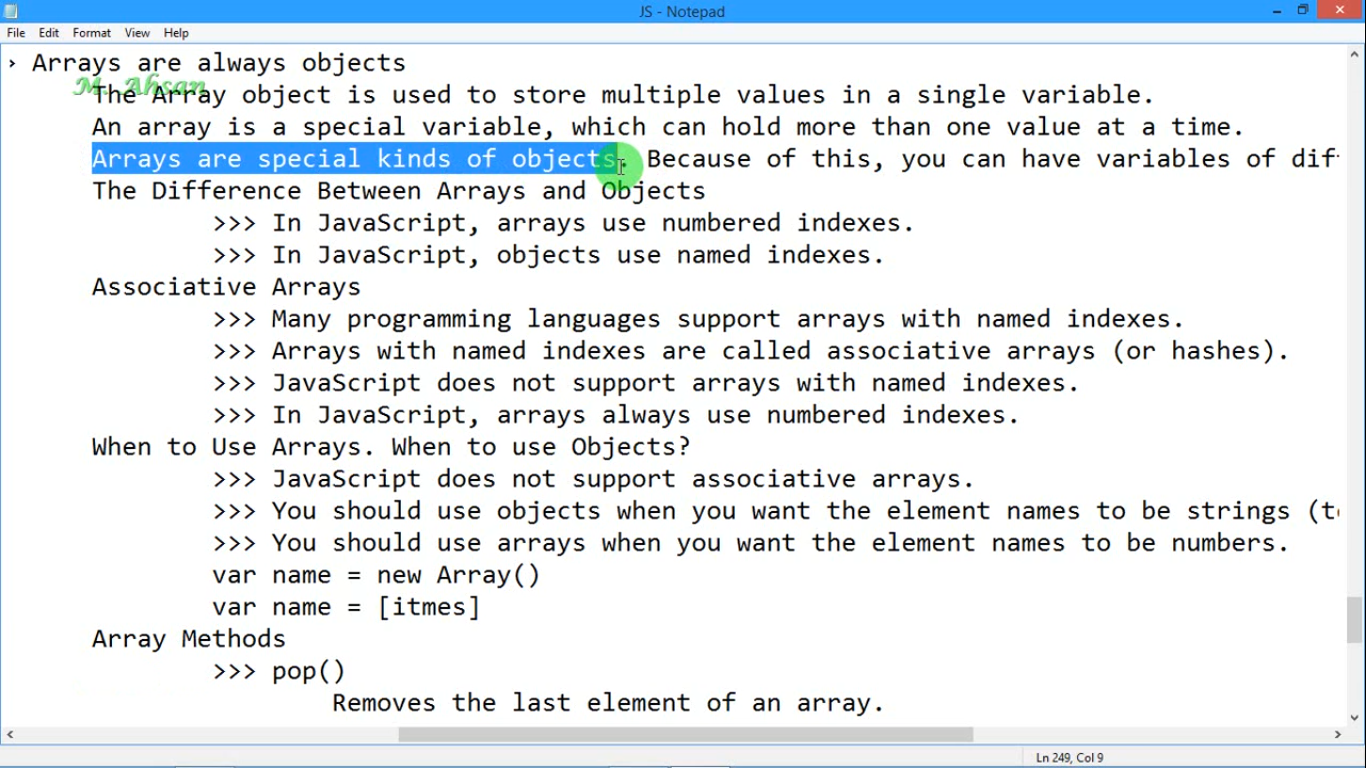 JS - Notepad
File Edit Format View Help
› Arrays are always objects
M. Ahsan
The Array object is used to store multiple values in a single variable.
An array is a special variable, which can hold more than one value at a time.
Arrays are special kinds of objects. Because of this, you can have variables of
The Difference Between Arrays and Objects
>>> In JavaScript, arrays use numbered indexes.
>>> In JavaScript, objects use named indexes.
Associative Arrays
>>> Many programming languages support arrays with named indexes.
>>> Arrays with named indexes are called associative arrays (or hashes).
>>> JavaScript does not support arrays with named indexes.
>>> In JavaScript, arrays always use numbered indexes.
When to Use Arrays. When to use Objects?
>>> JavaScript does not support associative arrays.
>>> You should use objects when you want the element names to be strings
>>> You should use arrays when you want the element names to be numbers.
var name = new Array()
var name = [itmes]
Array Methods
>>> pop()
Removes the last element of an array.
Ln 249, Col 9